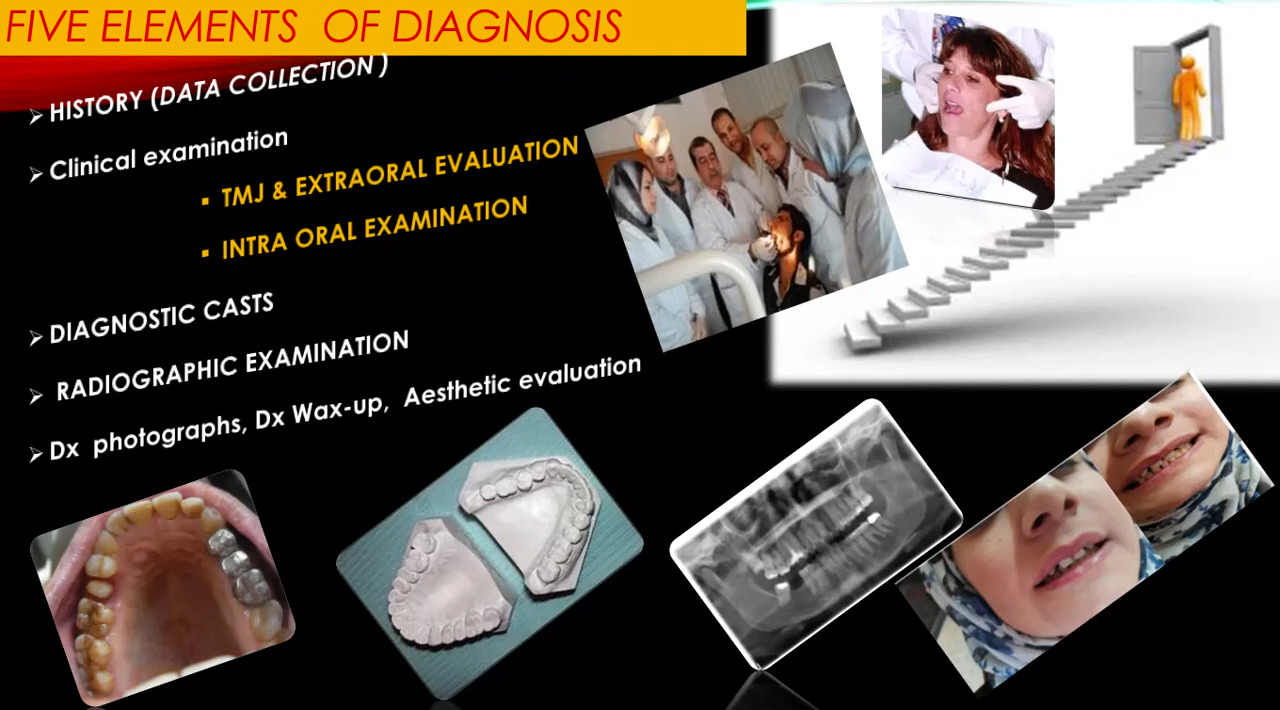 FIVE ELEMENTS OF DIAGNOSIS
➢ HISTORY (DATA COLLECTION )
➢ Clinical examination
▪ TMJ & EXTRAORAL EVALUATION
▪ INTRA ORAL EXAMINATION
➢ DIAGNOSTIC CASTS
➢ RADIOGRAPHIC EXAMINATION
➢ Dx photographs, Dx Wax-up, Aesthetic evaluation